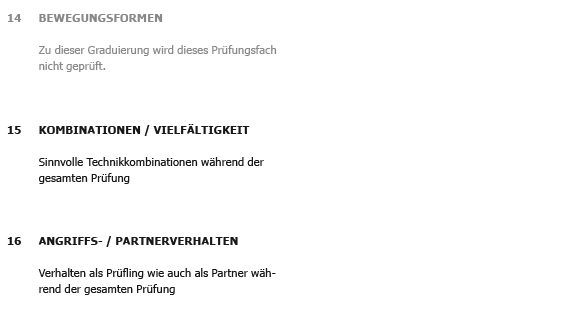 14 BEWEGUNGSFORMEN
Zu dieser Graduierung wird dieses Prüfungsfach
nicht geprüft.
15 KOMBINATIONEN / VIELFÄLTIGKEIT
Sinnvolle Technikkombinationen während der
gesamten Prüfung
16 ANGRIFFS- / PARTNERVERHALTEN
Verhalten als Prüfling wie auch als Partner wäh-
rend der gesamten Prüfung